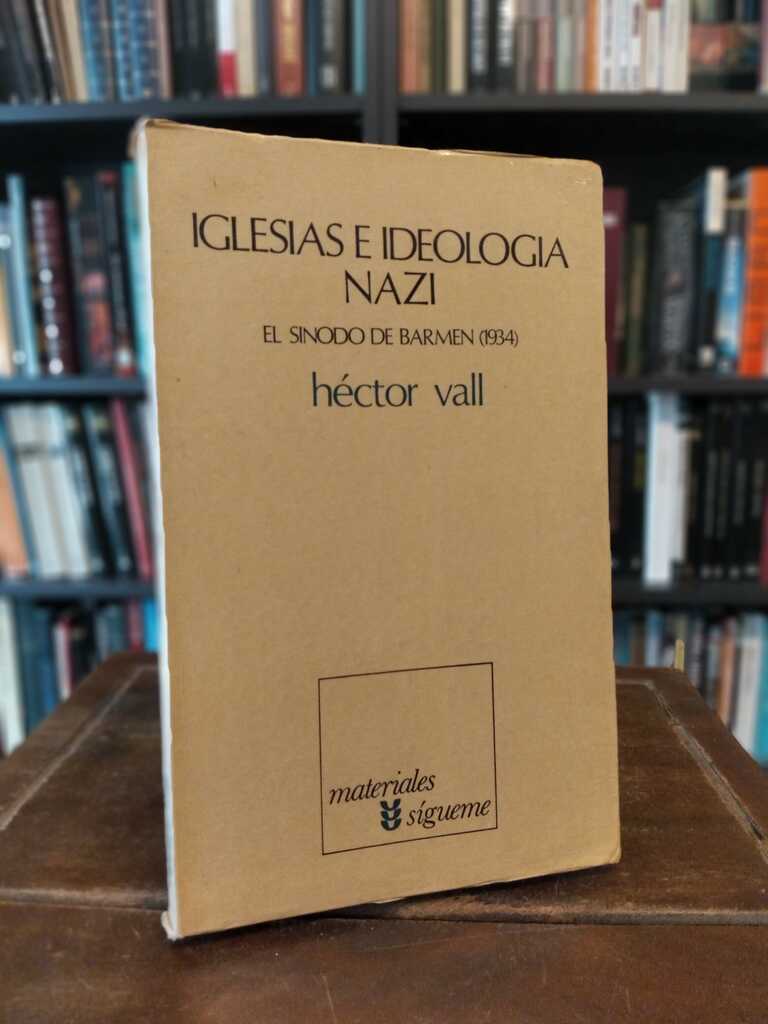 IGLESIAS E IDEOLOGIA
NAZI
EL SINODO DE BARMEN (1934)
héctor vall
materiales
sígueme